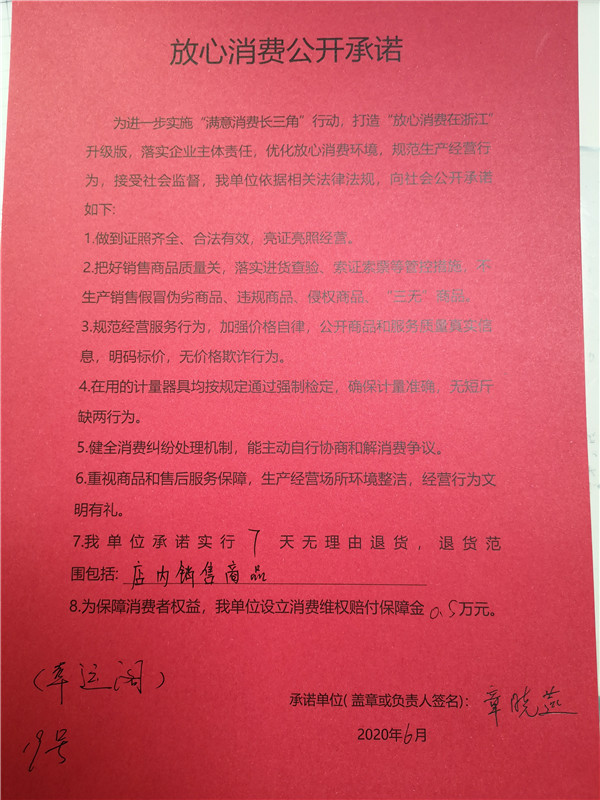 放心消费公开承诺
为进一步实施“满意消费长三角”行动，打造“放心消费在浙江”
升级版，落实企业主体责任，优化放心消费环境，规范生产经营行
为，接受社会监督，我单位依据相关法律法规，向社会公开承诺
如下:
1.做到证照齐全、合法有效，亮证亮照经营。
2.把好销售商品质量关，落实进货查验、索证索票等管控措施，不
生产销售假冒伪劣商品、违规商品、侵权商品、“三无”商品。
3.规范经营服务行为，加强价格自律，公开商品和服务质量真实信
息，明码标价，无价格欺诈行为。
4.在用的计量器具均按规定通过强制检定，确保计量准确，无短斤
缺两行为。
5.健全消费纠纷处理机制，能主动自行协商和解消费争议。
6.重视商品和售后服务保障，生产经营场所环境整洁，经营行为文
明有礼。
7.我单位承诺实行7天无理由退货，退货范
围包括:店内销售商品
8.为保障消费者权益，我单位设立消费维权赔付保障金0.5万元。
（幸运阁）
承诺单位(盖章或负责人签名)：章晓燕
19号
2020年6月